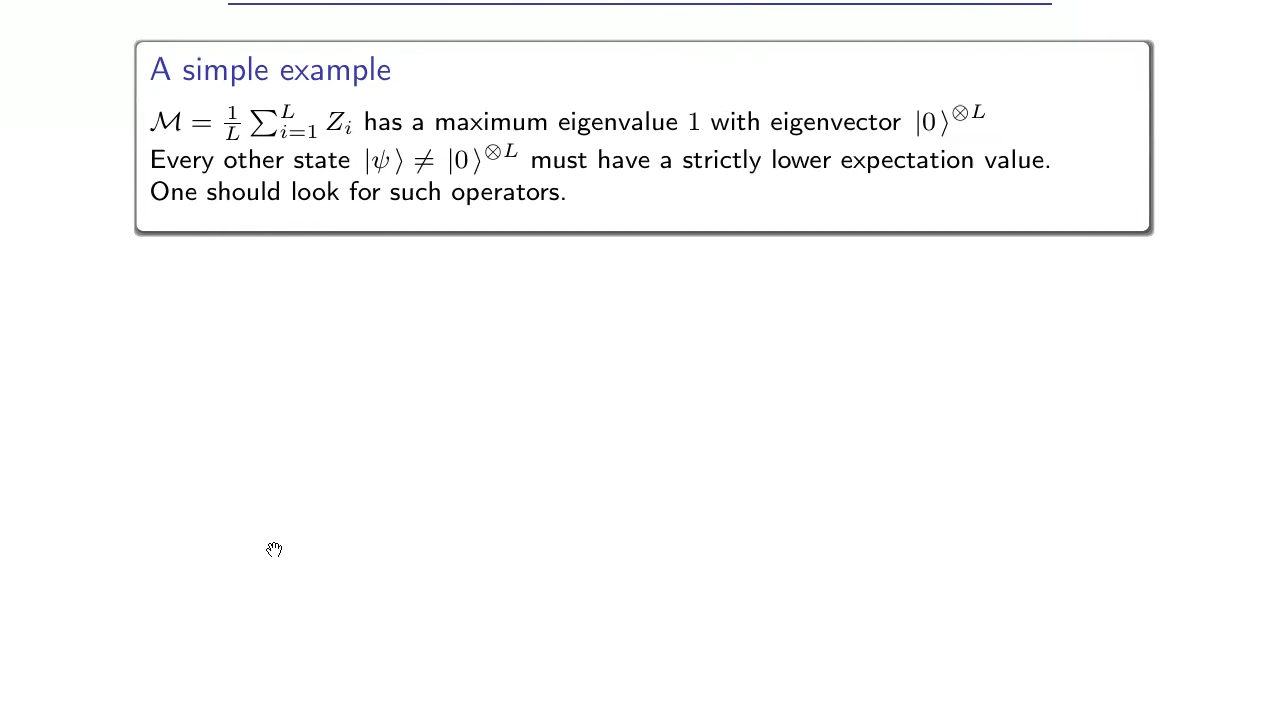 A simple example
ℳ = 1/L ∑_{i=1}^{L} Z_i has a maximum eigenvalue 1 with eigenvector |0⟩^{⊗L}
Every other state |ψ⟩ ≠ |0⟩^{⊗L} must have a strictly lower expectation value.
One should look for such operators.